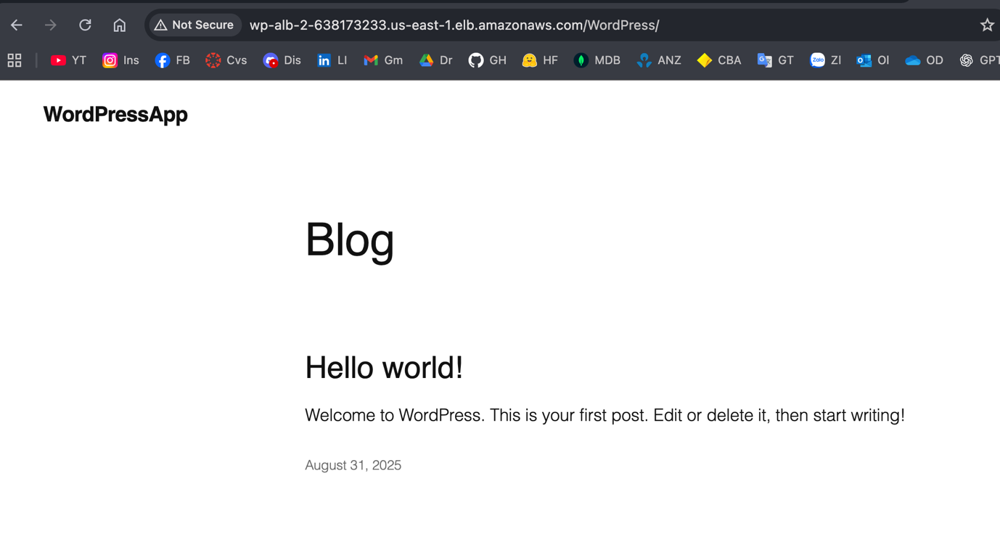 Not Secure wp-alb-2-638173233.us-east-1.elb.amazonaws.com/WordPress/
YT Ins FB Cvs Dis LI Gm Dr GH HF MDB ANZ CBA GT Zalo ZI Ol OD GPT
WordPressApp
Blog
Hello world!
Welcome to WordPress. This is your first post. Edit or delete it, then start writing!
August 31, 2025